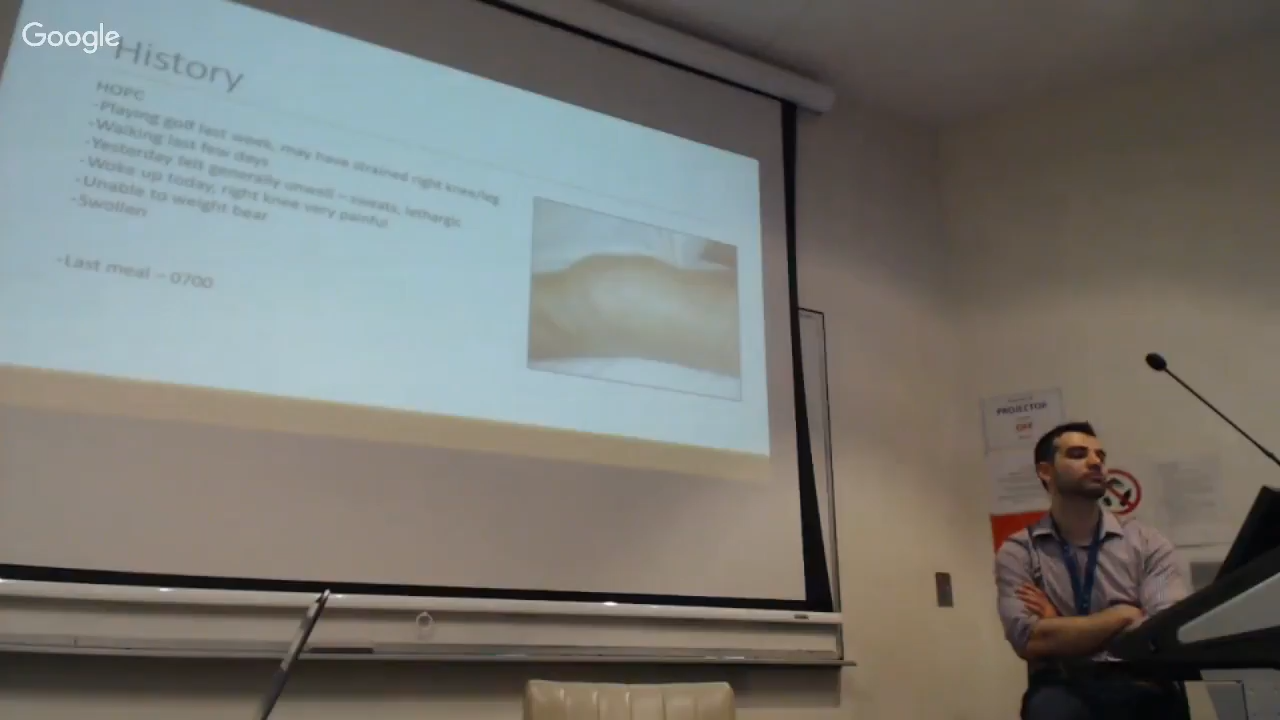 Google
History
HOPC
-Playing golf last week, may have strained right knee/leg
-Walking last few days
-Yesterday felt generally unwell – sweats, lethargic
-Woke up today, right knee very painful
-Unable to weight bear
-Swollen
-Last meal – 0700
PROJECTOR
OFF